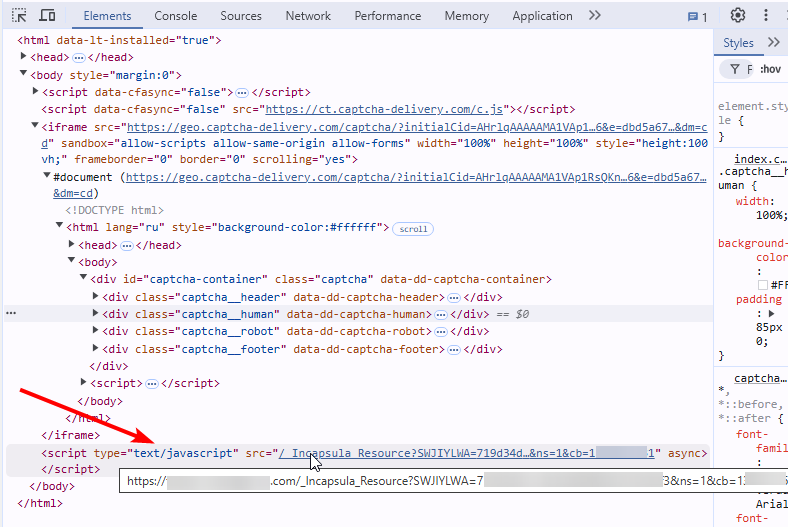 Elements Console Sources Network Performance Memory Application 1
<html data-lt-installed="true">
<head> … </head>
<body style="margin:0">
<script data-cfasync="false"> … </script>
<script data-cfasync="false" src="https://ct.captcha-delivery.com/c.js"></script>
<iframe src="https://geo.captcha-delivery.com/captcha/?initialCid=AHrlqAAAAAMA1VAp1…6&e=dbd5a67…&dm=c
d" sandbox="allow-scripts allow-same-origin allow-forms" width="100%" height="100%" style="height:100
vh;" frameborder="0" border="0" scrolling="yes">
#document (https://geo.captcha-delivery.com/captcha/?initialCid=AHrlqAAAAAMA1VAp1RsQKn…6&e=dbd5a67…
&dm=cd)
<!DOCTYPE html>
<html lang="ru" style="background-color:#ffffff"> scroll
<head> … </head>
<body>
<div id="captcha-container" class="captcha" data-dd-captcha-container>
<div class="captcha__header" data-dd-captcha-header> … </div>
… <div class="captcha__human" data-dd-captcha-human> … </div> == $0
<div class="captcha__robot" data-dd-captcha-robot> … </div>
<div class="captcha__footer" data-dd-captcha-footer> … </div>
</div>
<script> … </script>
</body>
</html>
</iframe>
<script type="text/javascript" src="/_Incapsula_Resource?SWJIYLWA=719d34d…&ns=1&cb=1 1" async>
</script>
https:// .com/_Incapsula_Resource?SWJIYLWA=7 3&ns=1&cb=1
</body>
</html>
Styles
F :hov
element.sty
le {
}
index.c…
.captcha__h
uman {
width:
100%;
background-
color
:
#FF
padding
:
85px
0;
}
captcha…
*,
*::before,
*::after {
font-
family
:
Arial
font-